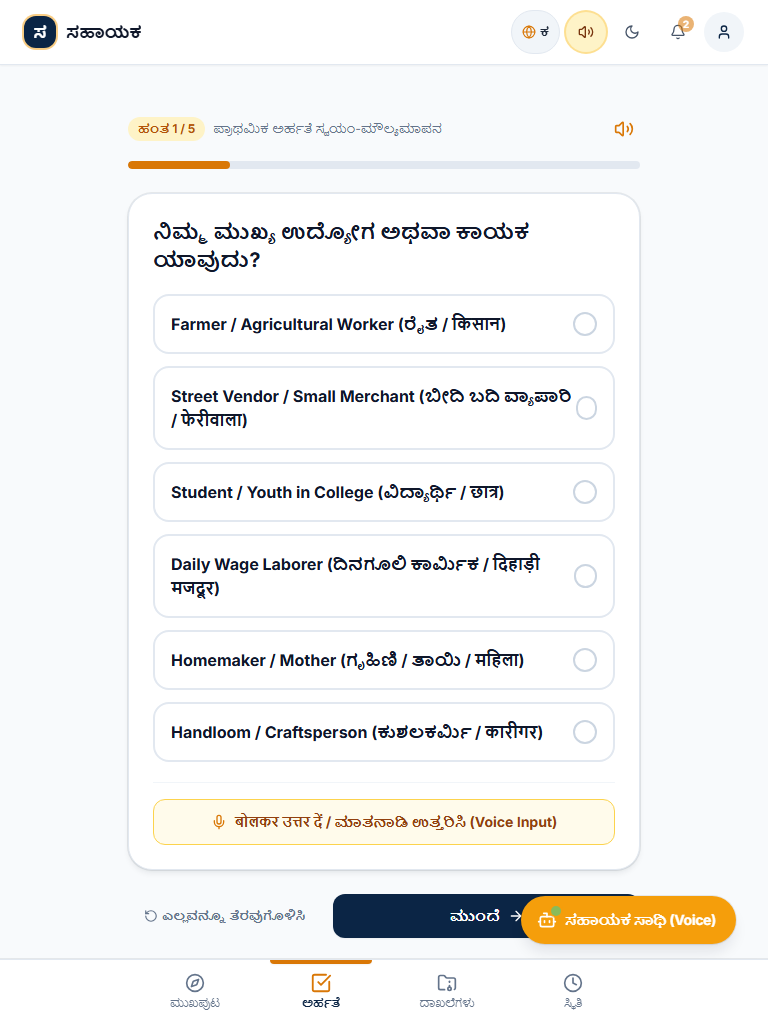 ಸ ಸಹಾಯಕ
ಕ
2
ಹಂತ 1 / 5 ಪ್ರಾಥಮಿಕ ಅರ್ಹತೆ ಸ್ವಯಂ-ಮೌಲ್ಯಮಾಪನ
ನಿಮ್ಮ ಮುಖ್ಯ ಉದ್ಯೋಗ ಅಥವಾ ಕಾಯಕ
ಯಾವುದು?
Farmer / Agricultural Worker (ರೈತ / किसान)
Street Vendor / Small Merchant (ಬೀದಿ ಬದಿ ವ್ಯಾಪಾರಿ
/ फेरीवाला)
Student / Youth in College (ವಿದ್ಯಾರ್ಥಿ / छात्र)
Daily Wage Laborer (ದಿನಗೂಲಿ ಕಾರ್ಮಿಕ / दिहाड़ी
मजदूर)
Homemaker / Mother (ಗೃಹಿಣಿ / ತಾಯಿ / महिला)
Handloom / Craftsperson (ಕುಶಲಕರ್ಮಿ / कारीगर)
बोलकर उत्तर दें / ಮಾತನಾಡಿ ಉತ್ತರಿಸಿ (Voice Input)
ಎಲ್ಲವನ್ನೂ ತೆರವುಗೊಳಿಸಿ
ಮುಂದೆ →
ಸಹಾಯಕ ಸಾಥಿ (Voice)
ಮುಖಪುಟ
ಅರ್ಹತೆ
ದಾಖಲೆಗಳು
ಸ್ಥಿತಿ